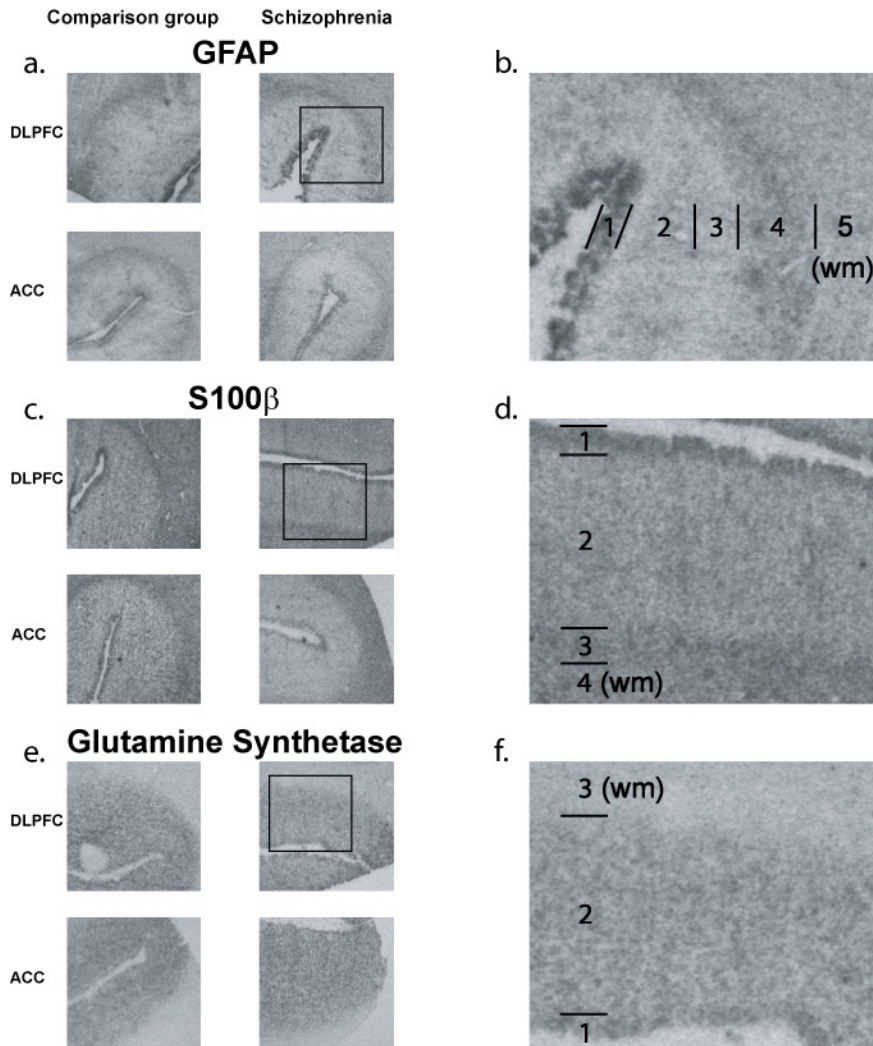 Comparison group Schizophrenia
GFAP
a.
b.
DLPFC
1 2 3 4 5
(wm)
ACC
S100β
c.
d.
DLPFC
1
2
ACC
3
4 (wm)
Glutamine Synthetase
e.
f.
DLPFC
3 (wm)
2
ACC
1